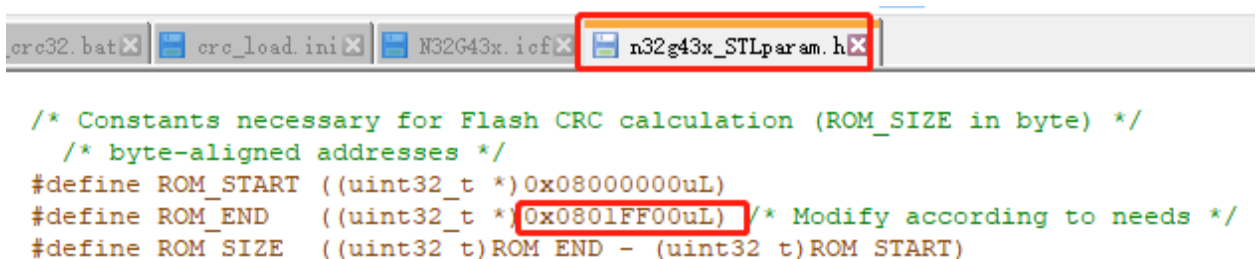 crc32.bat crc_load.ini N32G43x.icf n32g43x_STLparam.h
/* Constants necessary for Flash CRC calculation (ROM_SIZE in byte) */
/* byte-aligned addresses */
#define ROM_START ((uint32_t *)0x08000000uL)
#define ROM_END ((uint32_t *)0x0801FF00uL) /* Modify according to needs */
#define ROM_SIZE ((uint32_t)ROM_END - (uint32_t)ROM_START)